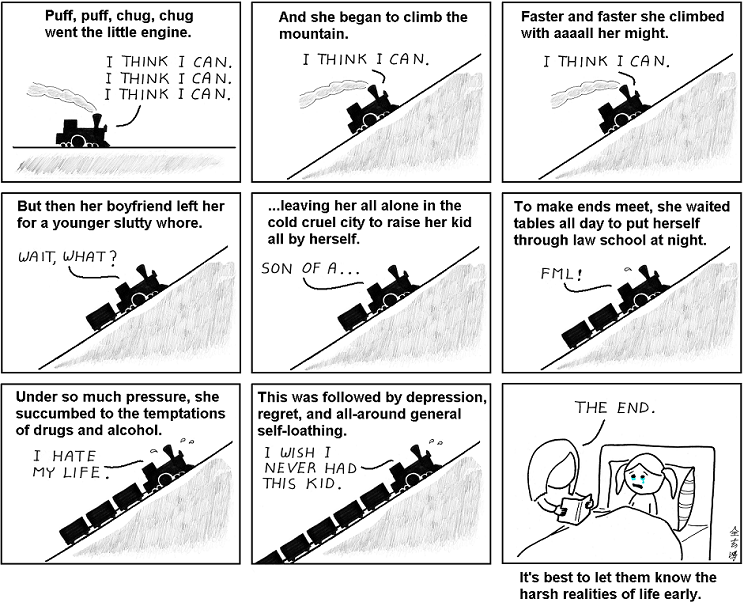 Puff, puff, chug, chug
went the little engine.
I THINK I CAN.
I THINK I CAN.
I THINK I CAN.
And she began to climb the
mountain.
I THINK I CAN.
Faster and faster she climbed
with aaaall her might.
I THINK I CAN.
But then her boyfriend left her
for a younger slutty whore.
WAIT, WHAT?
...leaving her all alone in the
cold cruel city to raise her kid
all by herself.
SON OF A...
To make ends meet, she waited
tables all day to put herself
through law school at night.
FML!
Under so much pressure, she
succumbed to the temptations
of drugs and alcohol.
I HATE
MY LIFE.
This was followed by depression,
regret, and all-around general
self-loathing.
I WISH I
NEVER HAD
THIS KID.
THE END.
It's best to let them know the
harsh realities of life early.